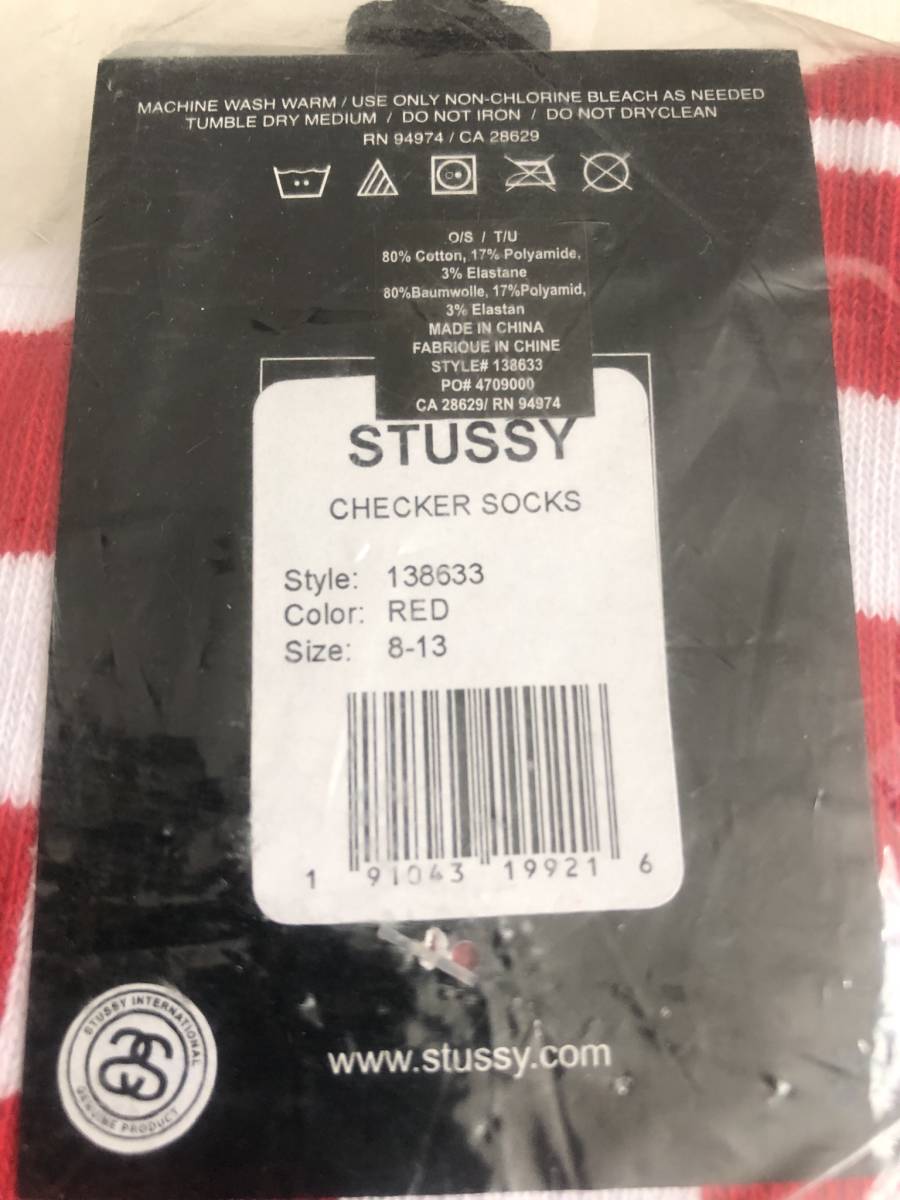 MACHINE WASH WARM / USE ONLY NON-CHLORINE BLEACH AS NEEDED
TUMBLE DRY MEDIUM / DO NOT IRON / DO NOT DRYCLEAN
RN 94974 / CA 28629
O/S / T/U
80% Cotton, 17% Polyamide,
3% Elastane
80%Baumwolle, 17%Polyamid,
3% Elastan
MADE IN CHINA
FABRIQUE IN CHINE
STYLE# 138633
PO# 4709000
CA 28629/ RN 94974
STUSSY
CHECKER SOCKS
Style: 138633
Color: RED
Size: 8-13
1 91043 19921 6
STUSSY INTERNATIONAL
GENUINE PRODUCT
www.stussy.com